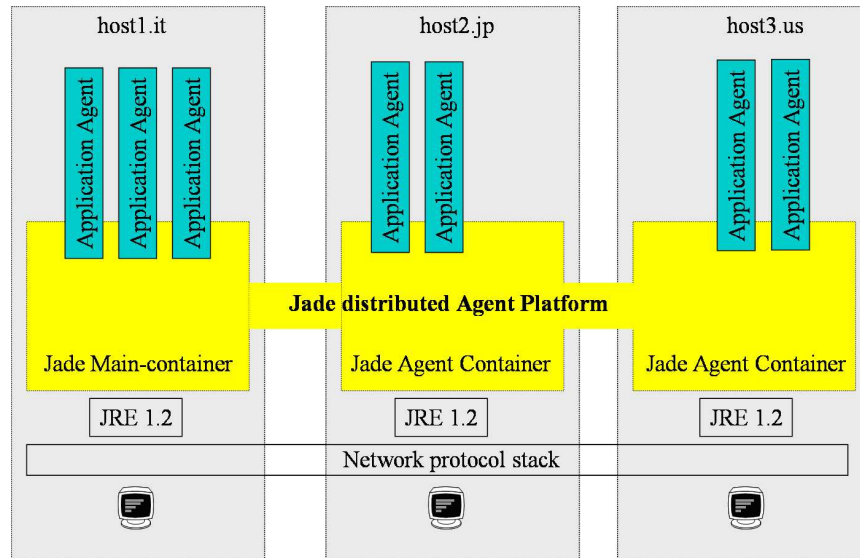 host1.it
host2.jp
host3.us
Application Agent
Application Agent
Application Agent
Application Agent
Application Agent
Application Agent
Application Agent
Jade distributed Agent Platform
Jade Main-container
Jade Agent Container
Jade Agent Container
JRE 1.2
JRE 1.2
JRE 1.2
Network protocol stack